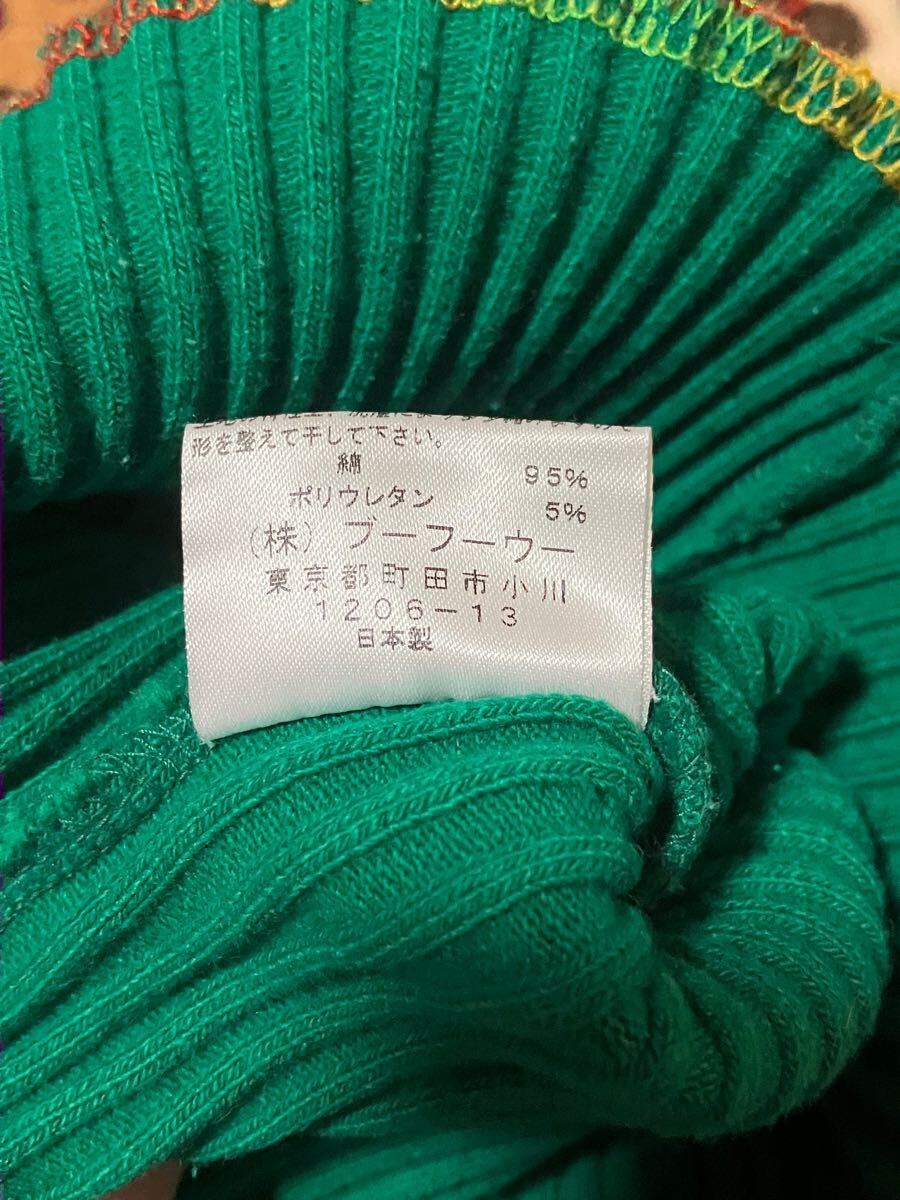 形を整えて干して下さい。
綿 95%
ポリウレタン 5%
(株) ブーフーウー
東京都町田市小川
1206-13
日本製